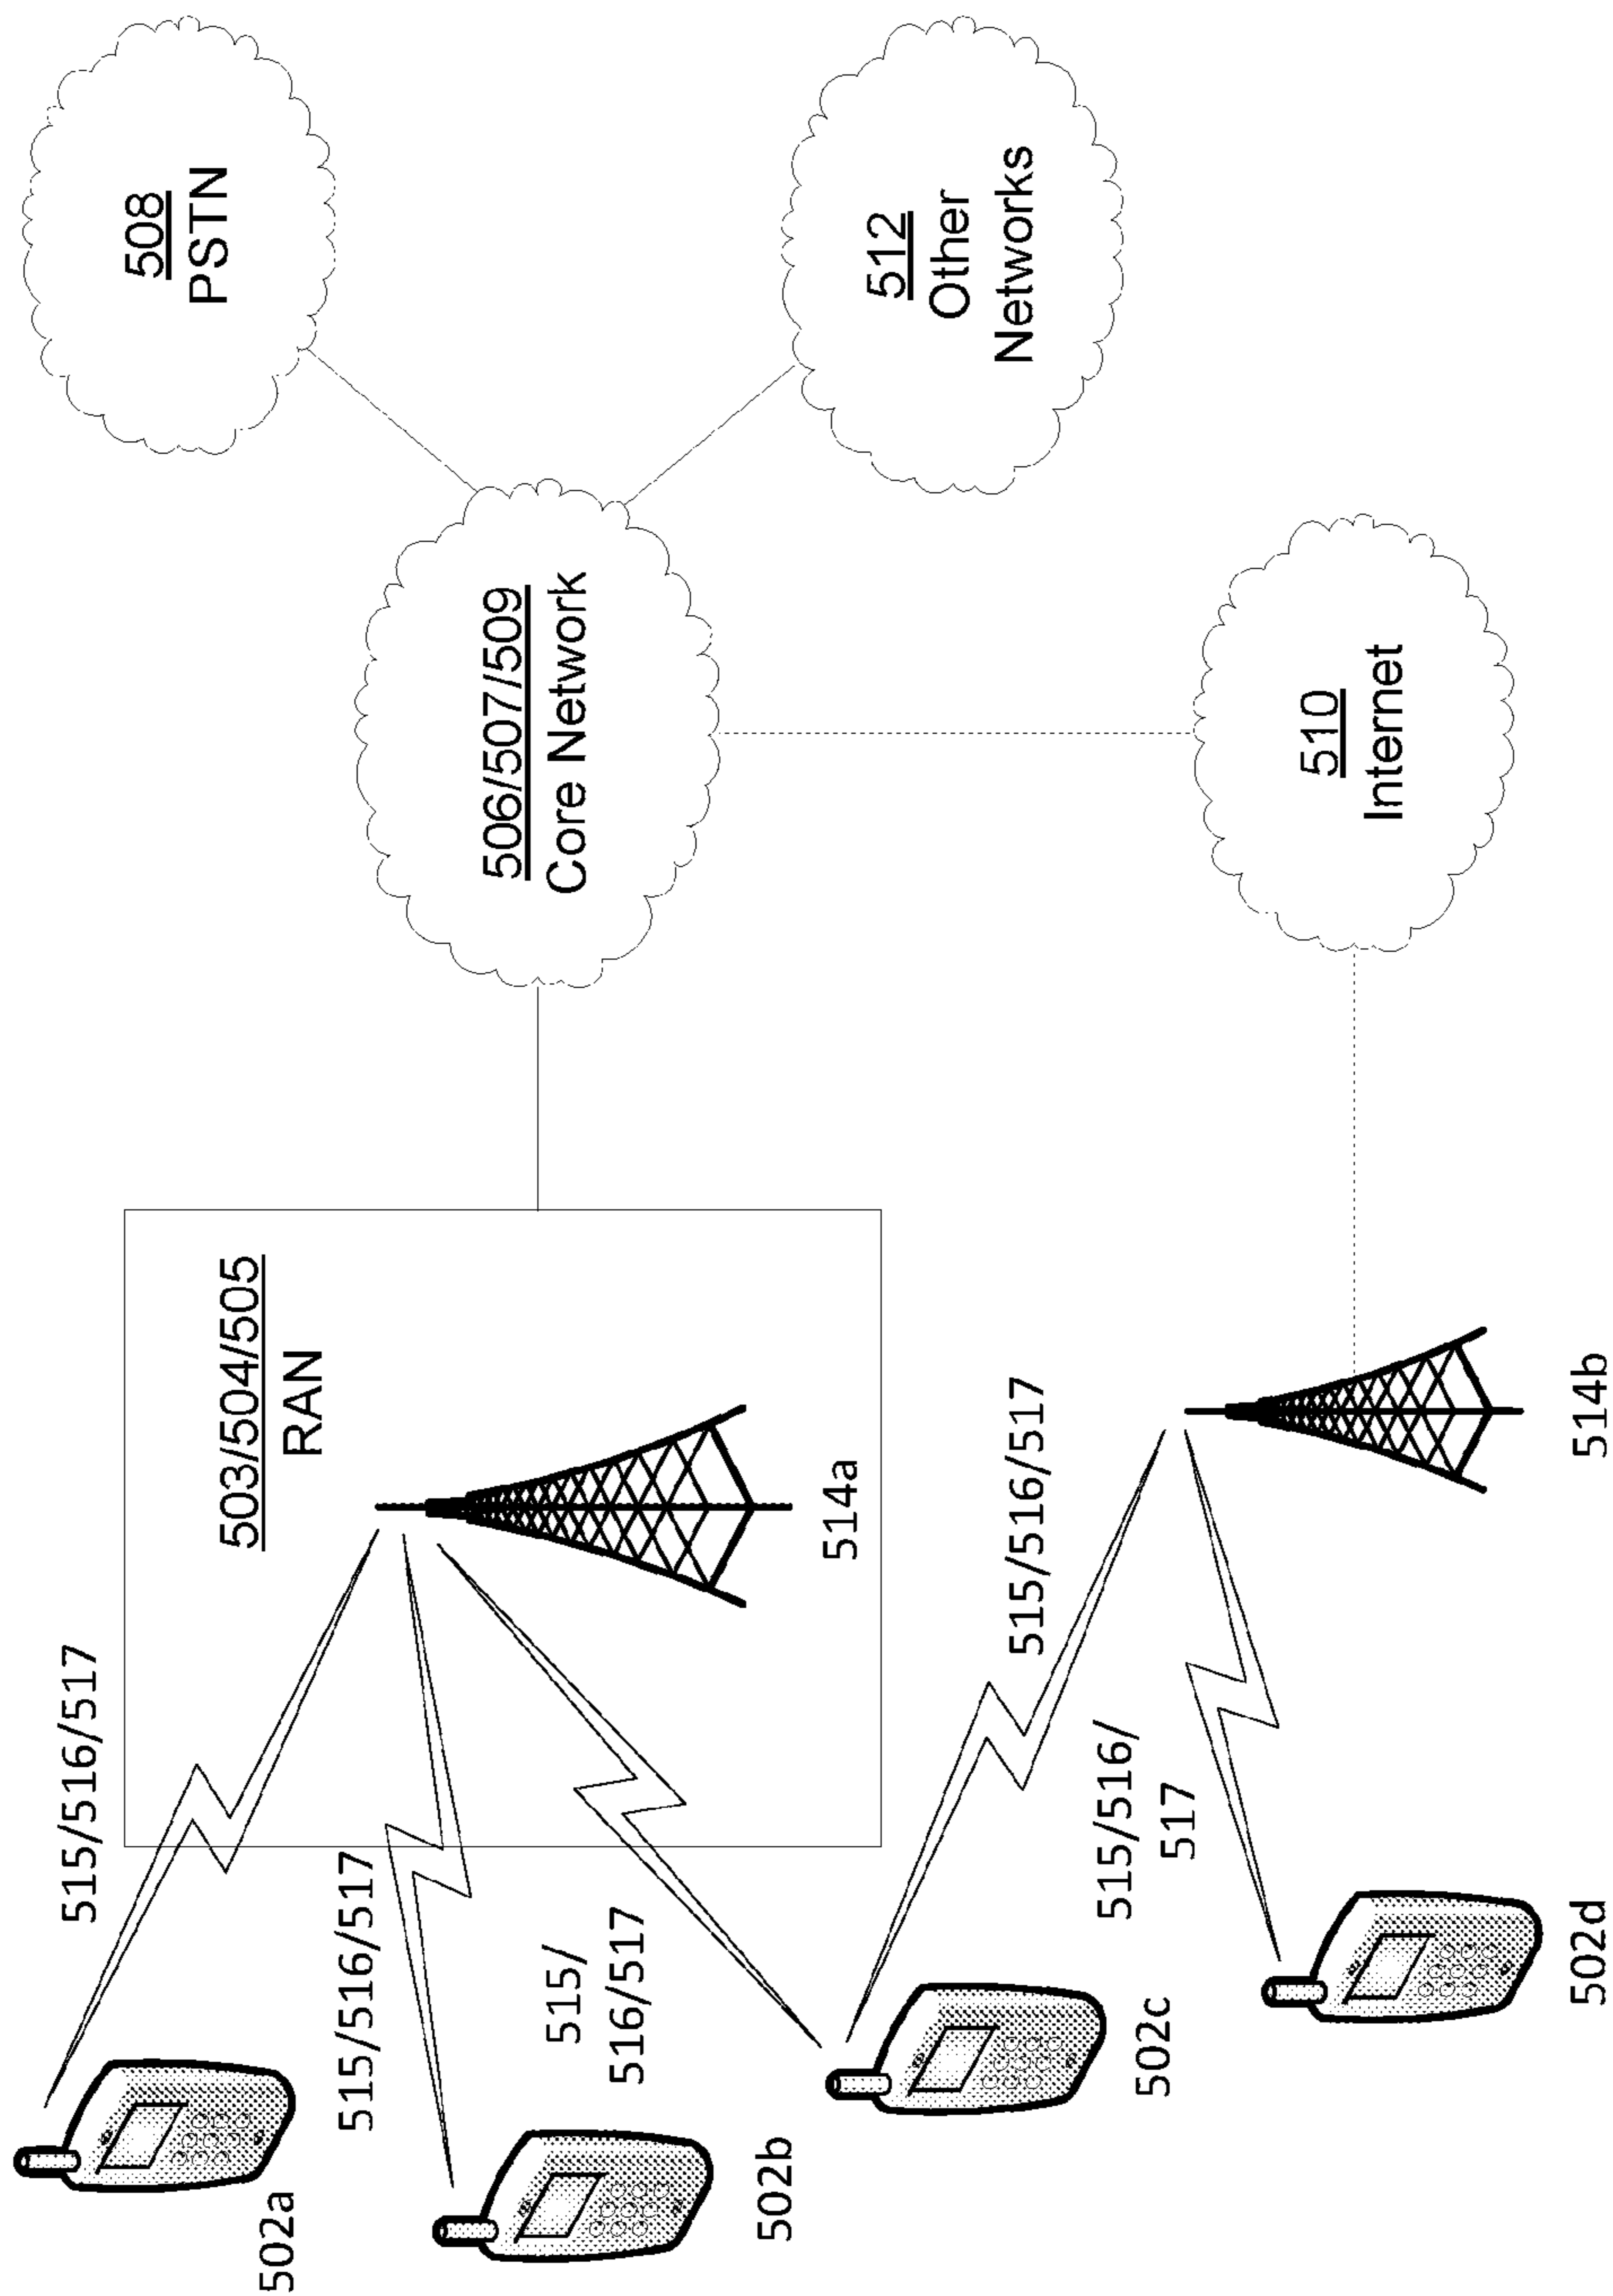 515/516/517
502a
503/504/505
RAN
508
PSTN
515/516/517
502b
515/
516/517
514a
506/507/509
Core Network
512
Other
Networks
502c
515/516/517
515/516/
517
502d
514b
510
Internet